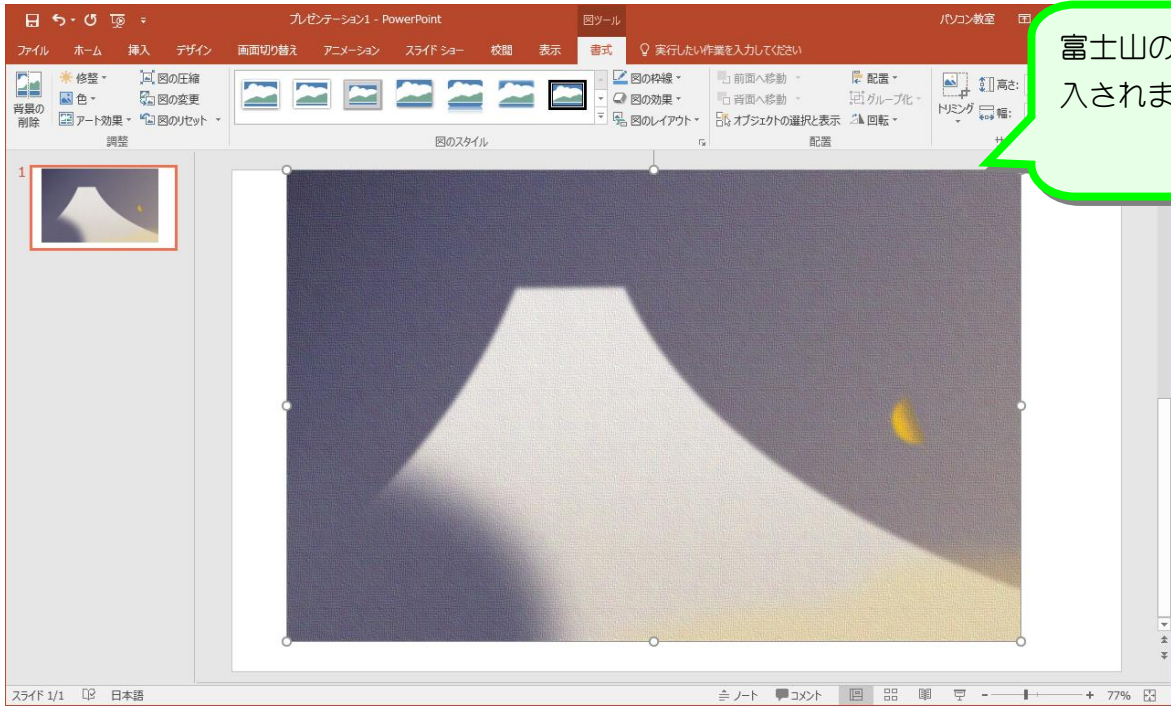 プレゼンテーション1 - PowerPoint
図ツール
パソコン教室
ファイル ホーム 挿入 デザイン 画面切り替え アニメーション スライド ショー 校閲 表示 書式 実行したい作業を入力してください
背景の
削除
修整
色
アート効果
図の圧縮
図の変更
図のリセット
調整
図のスタイル
図の枠線
図の効果
図のレイアウト
前面へ移動
背面へ移動
オブジェクトの選択と表示
配置
グループ化
回転
配置
トリミング
高さ:
幅:
富士山の
入されま
1
スライド 1/1 日本語
ノート コメント 77%